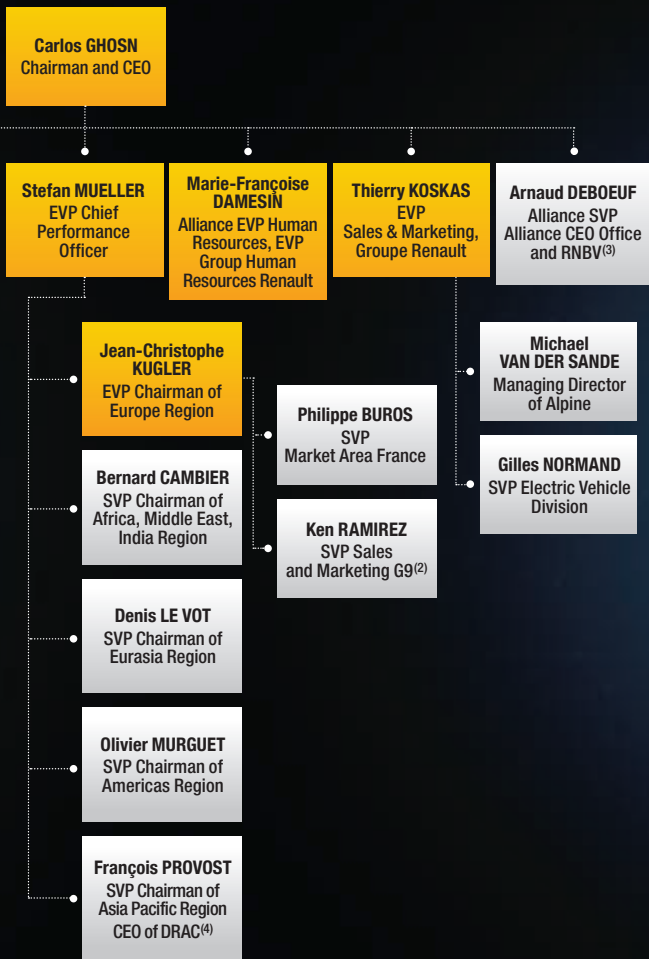 Carlos GHOSN
Chairman and CEO
Stefan MUELLER
EVP Chief
Performance
Officer
Marie-Françoise
DAMESIN
Alliance EVP Human
Resources, EVP
Group Human
Resources Renault
Thierry KOSKAS
EVP
Sales & Marketing,
Groupe Renault
Arnaud DEBOEUF
Alliance SVP
Alliance CEO Office
and RNBV(3)
Jean-Christophe
KUGLER
EVP Chairman of
Europe Region
Bernard CAMBIER
SVP Chairman of
Africa, Middle East,
India Region
Denis LE VOT
SVP Chairman of
Eurasia Region
Olivier MURGUET
SVP Chairman of
Americas Region
François PROVOST
SVP Chairman of
Asia Pacific Region
CEO of DRAC(4)
Philippe BUROS
SVP
Market Area France
Ken RAMIREZ
SVP Sales
and Marketing G9(2)
Michael
VAN DER SANDE
Managing Director
of Alpine
Gilles NORMAND
SVP Electric Vehicle
Division